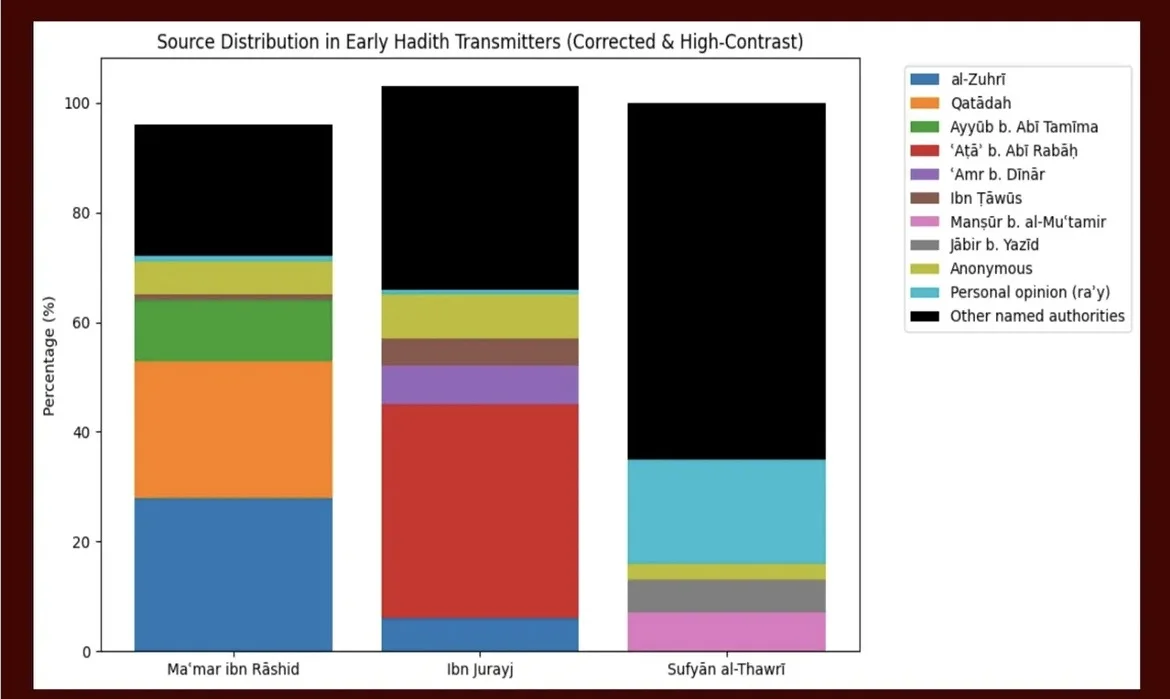 Source Distribution in Early Hadith Transmitters (Corrected & High-Contrast)
Percentage (%)
100
80
60
40
20
0
Maʿmar ibn Rāshid
Ibn Jurayj
Sufyān al-Thawrī
al-Zuhrī
Qatādah
Ayyūb b. Abī Tamīma
ʿAṭāʾ b. Abī Rabāḥ
ʿAmr b. Dīnār
Ibn Ṭāwūs
Manṣūr b. al-Muʿtamir
Jābir b. Yazīd
Anonymous
Personal opinion (raʾy)
Other named authorities